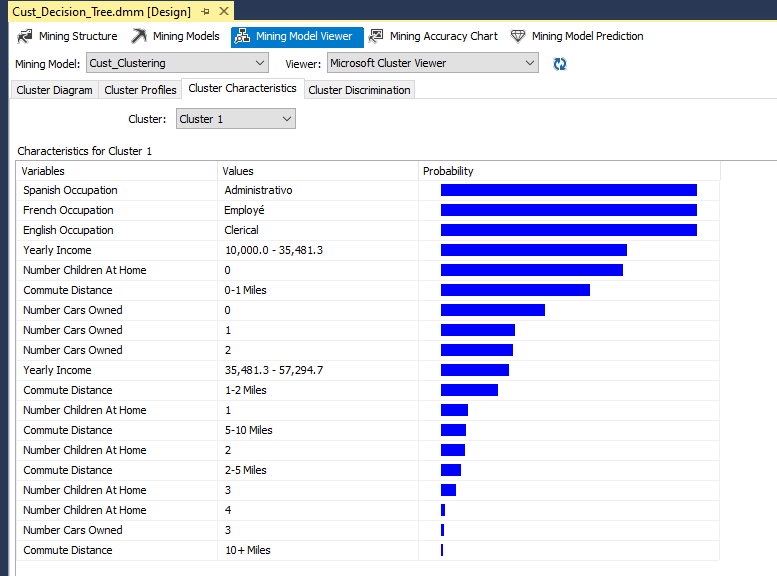 Cust_Decision_Tree.dmm [Design]
Mining Structure Mining Models Mining Model Viewer Mining Accuracy Chart Mining Model Prediction
Mining Model: Cust_Clustering Viewer: Microsoft Cluster Viewer
Cluster Diagram Cluster Profiles Cluster Characteristics Cluster Discrimination
Cluster: Cluster 1
Characteristics for Cluster 1
Variables Values Probability
Spanish Occupation Administrativo
French Occupation Employé
English Occupation Clerical
Yearly Income 10,000.0 - 35,481.3
Number Children At Home 0
Commute Distance 0-1 Miles
Number Cars Owned 0
Number Cars Owned 1
Number Cars Owned 2
Yearly Income 35,481.3 - 57,294.7
Commute Distance 1-2 Miles
Number Children At Home 1
Commute Distance 5-10 Miles
Number Children At Home 2
Commute Distance 2-5 Miles
Number Children At Home 3
Number Children At Home 4
Number Cars Owned 3
Commute Distance 10+ Miles